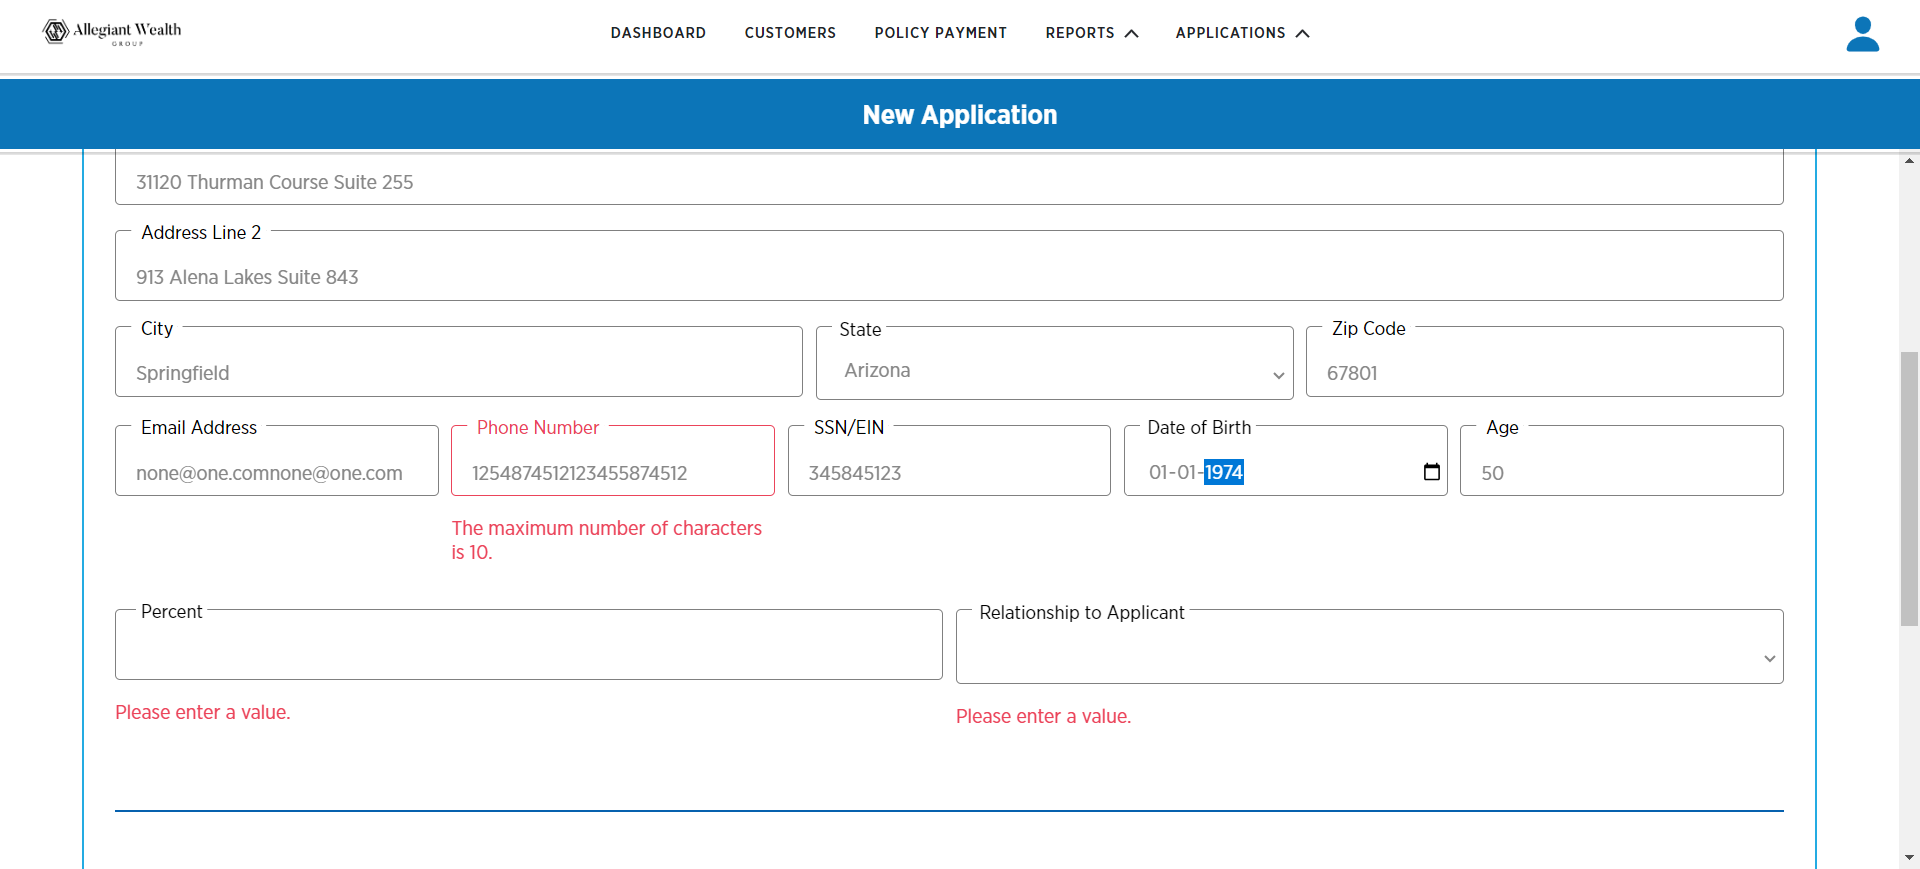 Allegiant Wealth
GROUP
DASHBOARD CUSTOMERS POLICY PAYMENT REPORTS APPLICATIONS
New Application
31120 Thurman Course Suite 255
Address Line 2
913 Alena Lakes Suite 843
City State Zip Code
Springfield Arizona 67801
Email Address Phone Number SSN/EIN Date of Birth Age
none@one.comnone@one.com 1254874512123455874512 345845123 01-01-1974 50
The maximum number of characters
is 10.
Percent Relationship to Applicant
Please enter a value. Please enter a value.